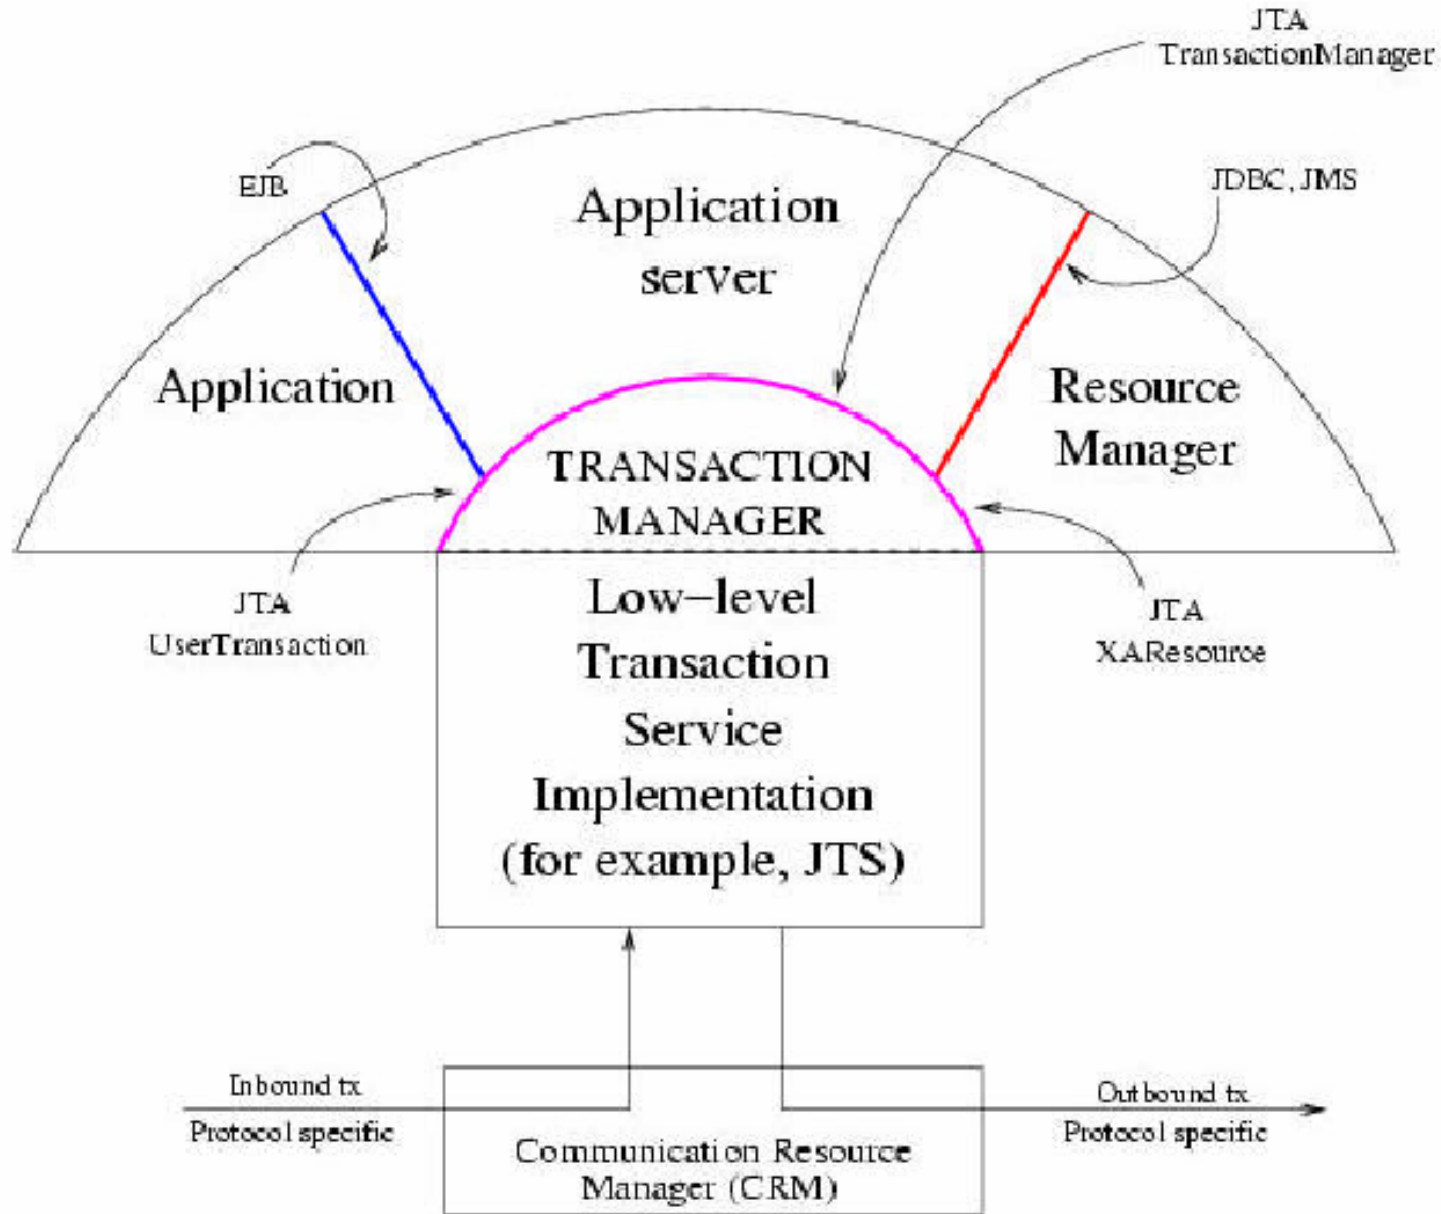 JTA
TransactionManager
EJB
JDBC, JMS
Application
server
Application
Resource
Manager
TRANSACTION
MANAGER
JTA
UserTransaction
JTA
XAResource
Low-level
Transaction
Service
Implementation
(for example, JTS)
Inbound tx
Protocol specific
Outbound tx
Protocol specific
Communication Resource
Manager (CRM)